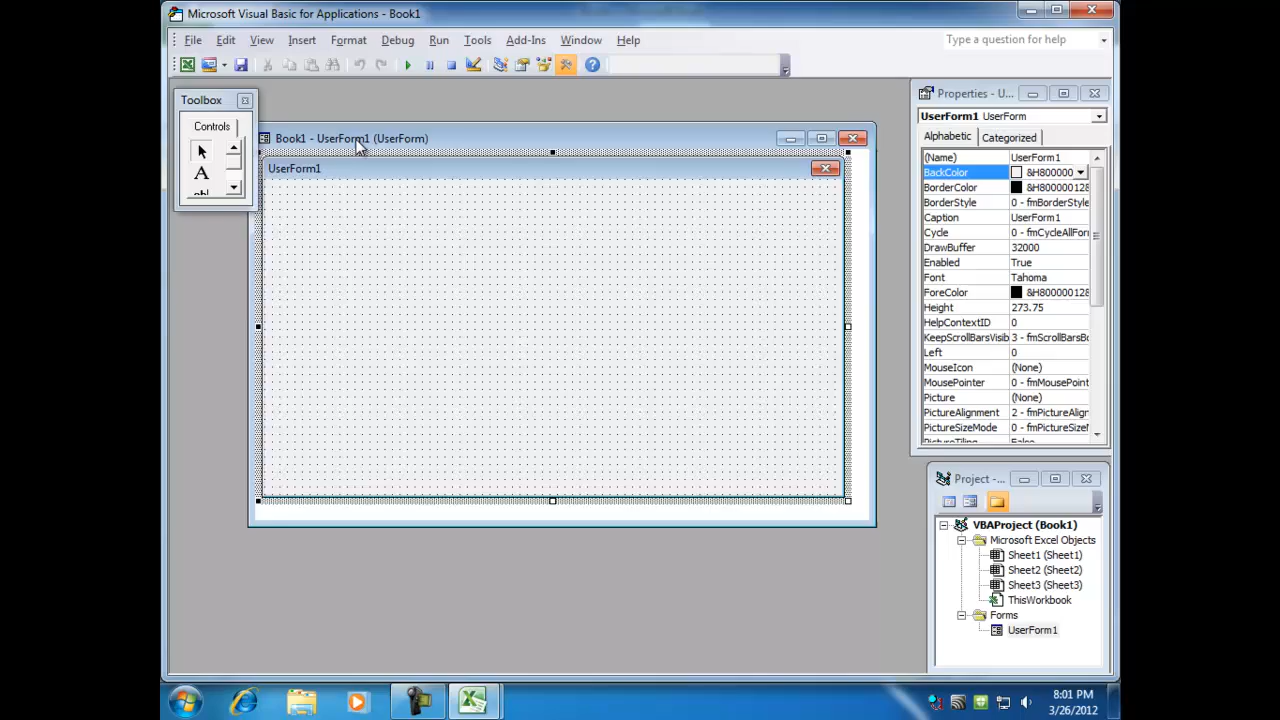 Microsoft Visual Basic for Applications - Book1
File Edit View Insert Format Debug Run Tools Add-Ins Window Help
Type a question for help
Toolbox
Controls
A
Book1 - UserForm1 (UserForm)
UserForm1
Properties - U...
UserForm1 UserForm
Alphabetic Categorized
(Name) UserForm1
BackColor &H800000
BorderColor &H800000128
BorderStyle 0 - fmBorderStyle
Caption UserForm1
Cycle 0 - fmCycleAllFor
DrawBuffer 32000
Enabled True
Font Tahoma
ForeColor &H800000128
Height 273.75
HelpContextID 0
KeepScrollBarsVisib 3 - fmScrollBarsBo
Left 0
MouseIcon (None)
MousePointer 0 - fmMousePoint
Picture (None)
PictureAlignment 2 - fmPictureAlign
PictureSizeMode 0 - fmPictureSize
PictureTiling False
Project -...
VBAProject (Book1)
Microsoft Excel Objects
Sheet1 (Sheet1)
Sheet2 (Sheet2)
Sheet3 (Sheet3)
ThisWorkbook
Forms
UserForm1
8:01 PM
3/26/2012